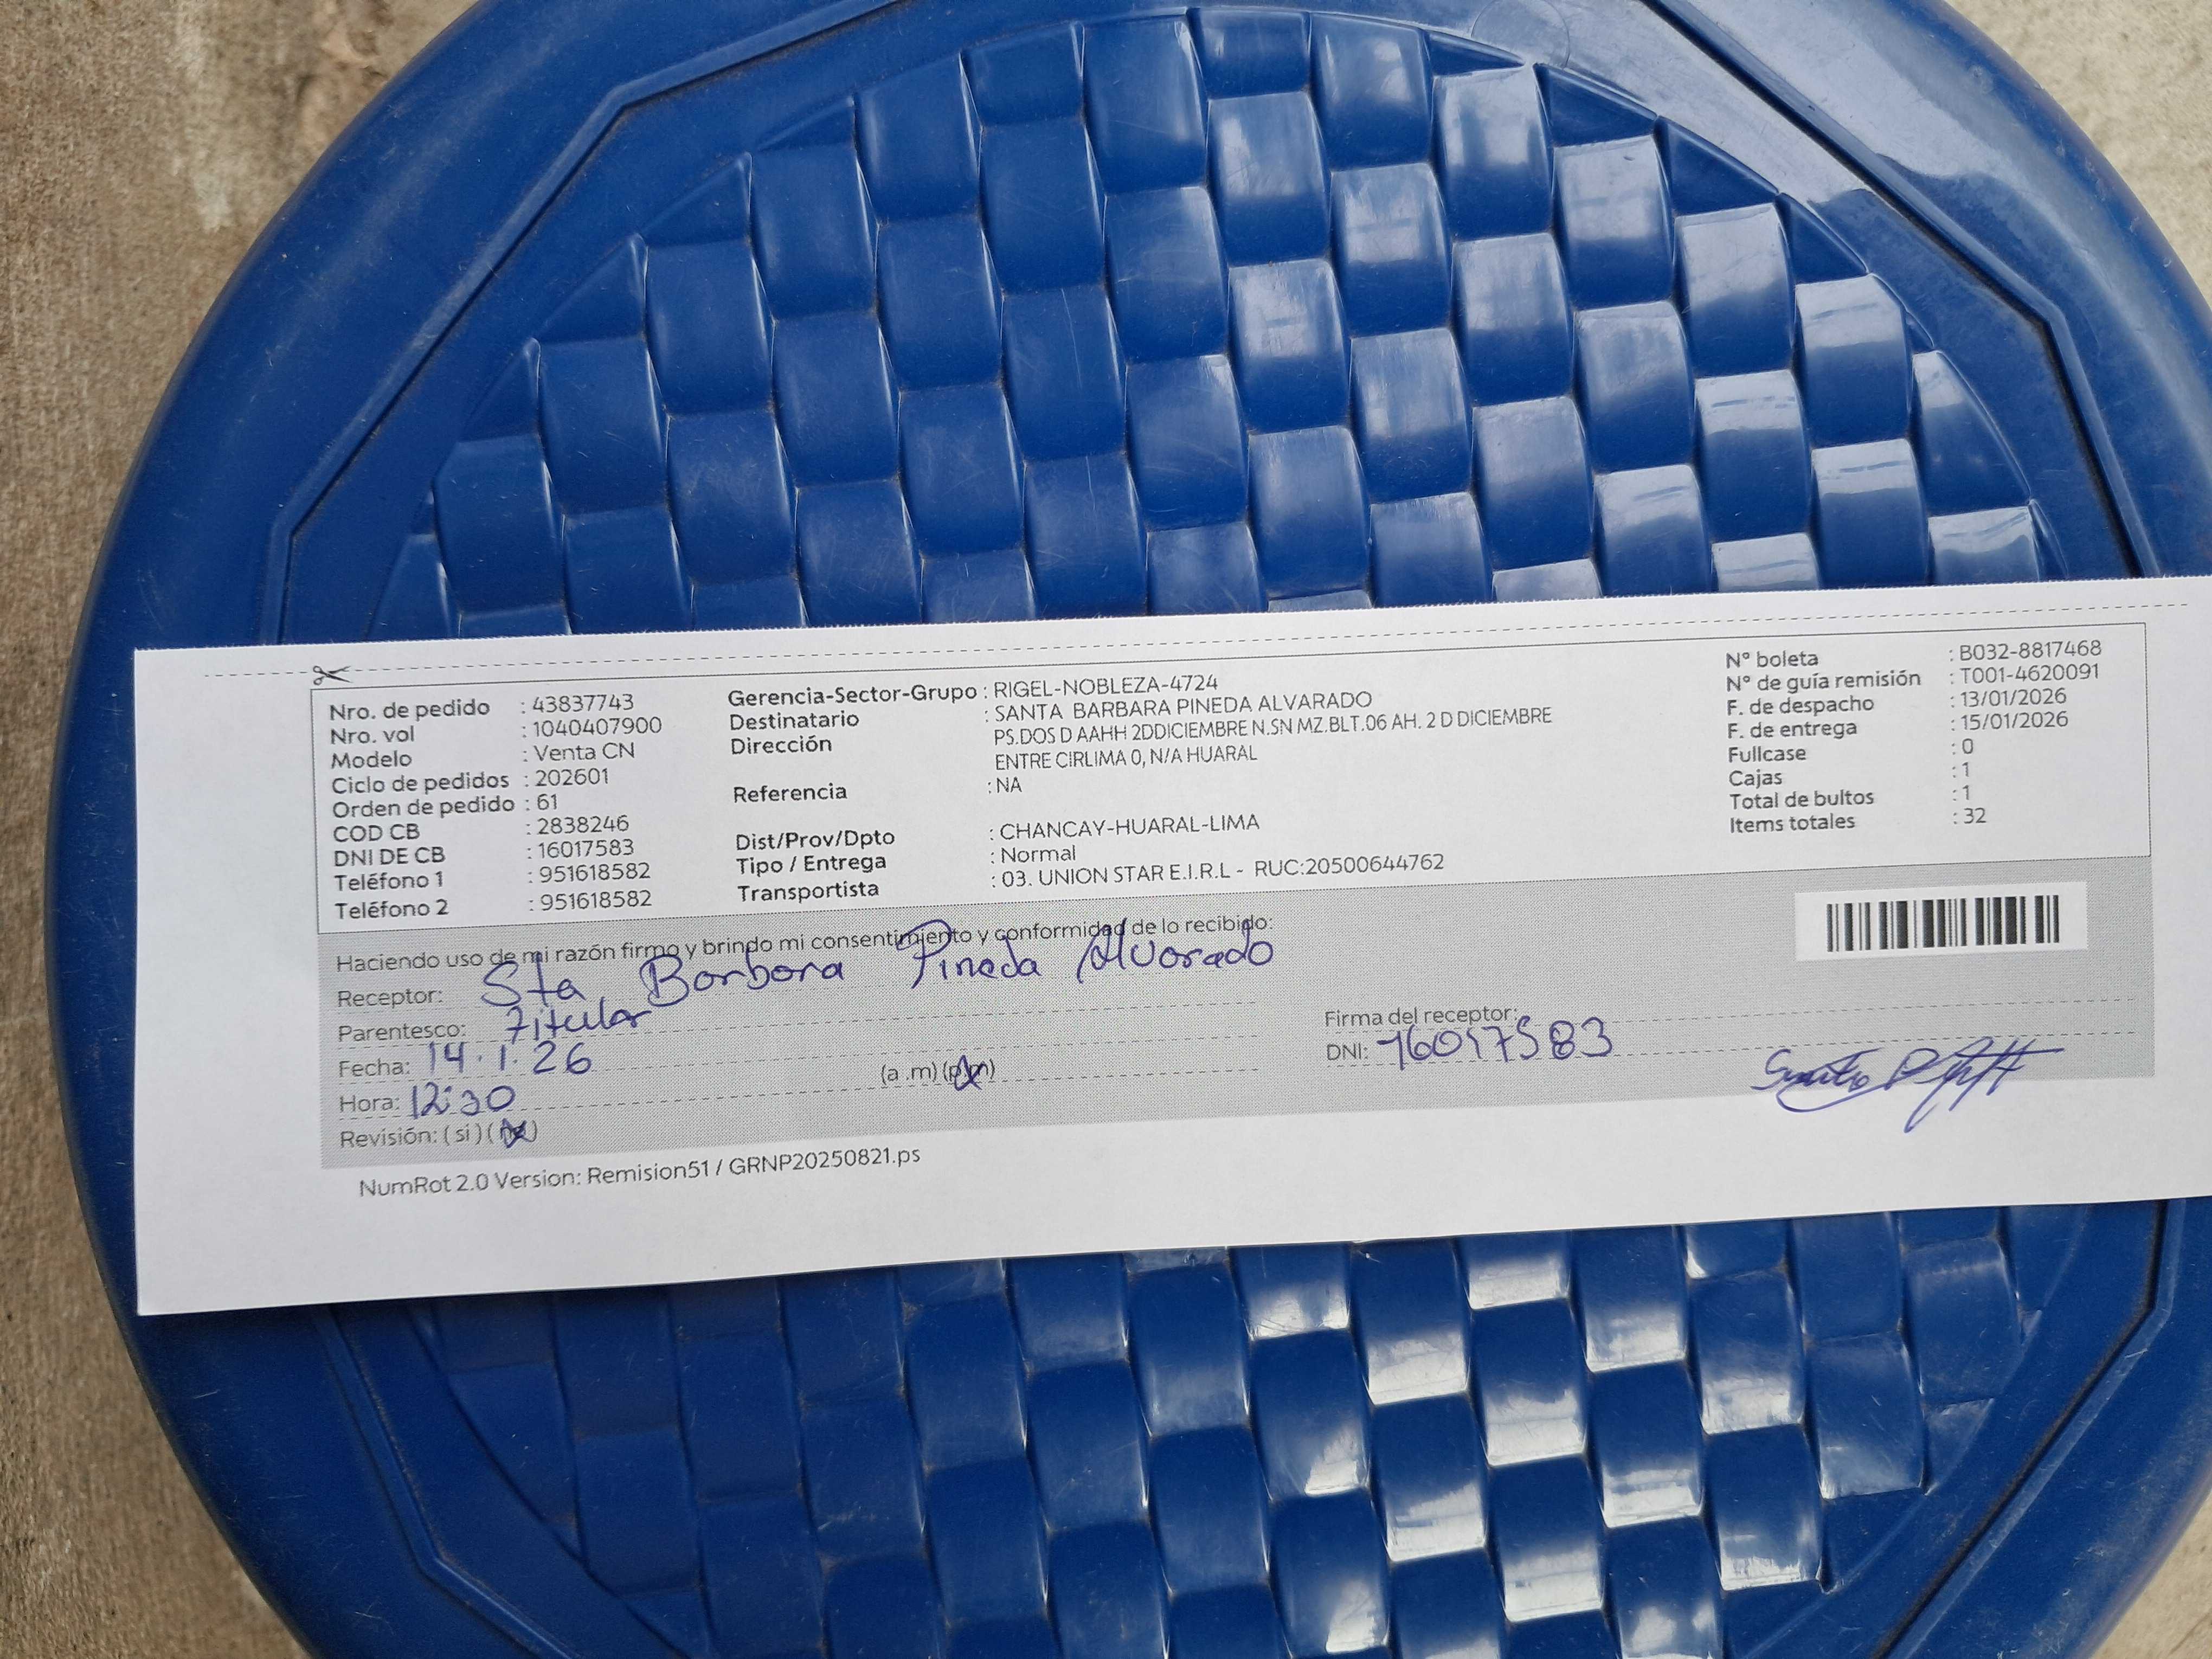 Nro. de pedido : 43837743
Nro. vol : 1040407900
Modelo : Venta CN
Ciclo de pedidos : 202601
Orden de pedido : 61
COD CB : 2838246
DNI DE CB : 16017583
Teléfono 1 : 951618582
Teléfono 2 : 951618582
Gerencia-Sector-Grupo : RIGEL-NOBLEZA-4724
Destinatario : SANTA BARBARA PINEDA ALVARADO
Dirección PS.DOS D AAHH 2DDICIEMBRE N.SN MZ.BLT.06 AH. 2 D DICIEMBRE
ENTRE CIRLIMA 0, N/A HUARAL
Referencia : NA
Dist/Prov/Dpto : CHANCAY-HUARAL-LIMA
Tipo / Entrega : Normal
Transportista : 03. UNION STAR E.I.R.L - RUC:20500644762
N° boleta : B032-8817468
N° de guía remisión : T001-4620091
F. de despacho : 13/01/2026
F. de entrega : 15/01/2026
Fullcase : 0
Cajas : 1
Total de bultos : 1
Items totales : 32
Haciendo uso de mi razón firmo y brindo mi consentimiento y conformidad de lo recibido:
Receptor: Sta Barbara Pineda Alvarado
Parentesco: titular
Fecha: 14.1.26
Hora: 12:30 (a .m) (p.m)
Revisión: ( si ) ( no )
Firma del receptor:
DNI: 16017583
NumRot 2.0 Version: Remision51 / GRNP20250821.ps